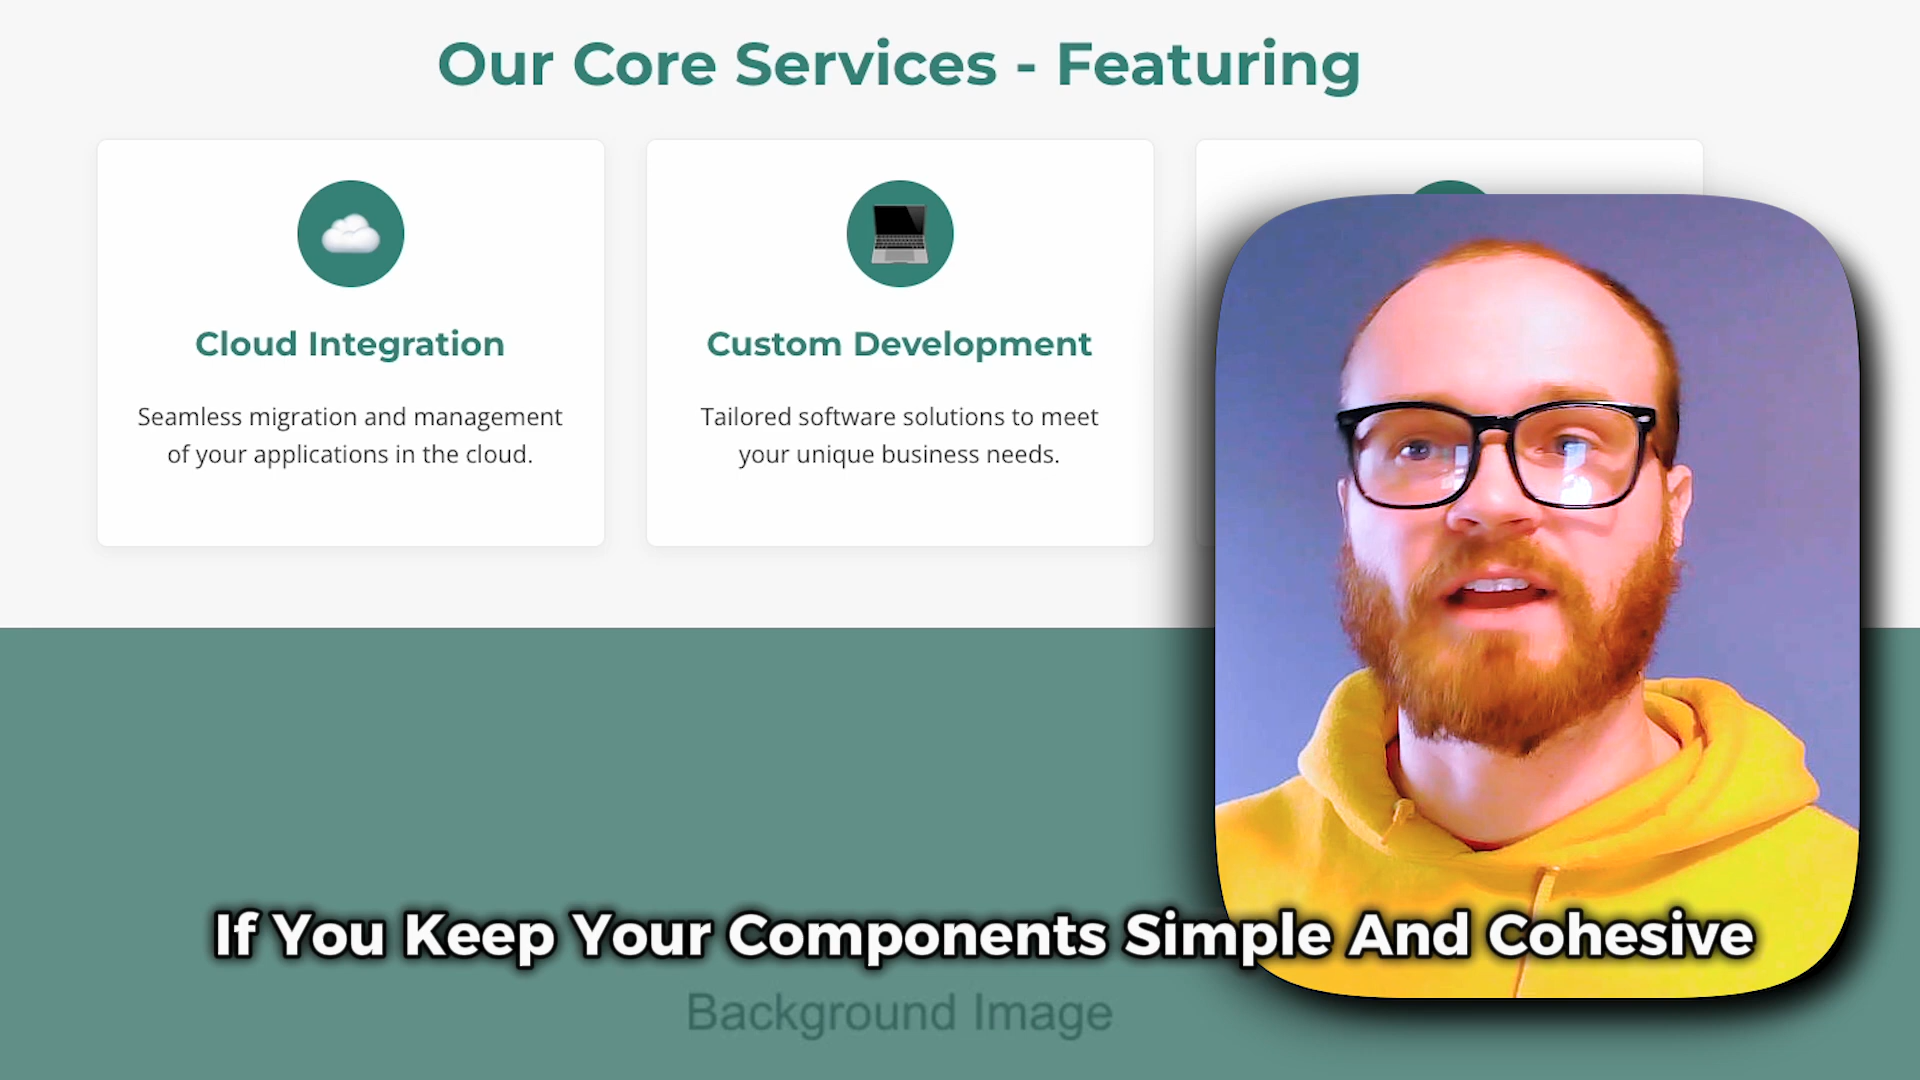 Our Core Services - Featuring
Cloud Integration
Seamless migration and management
of your applications in the cloud.
Custom Development
Tailored software solutions to meet
your unique business needs.
If You Keep Your Components Simple And Cohesive
Background Image